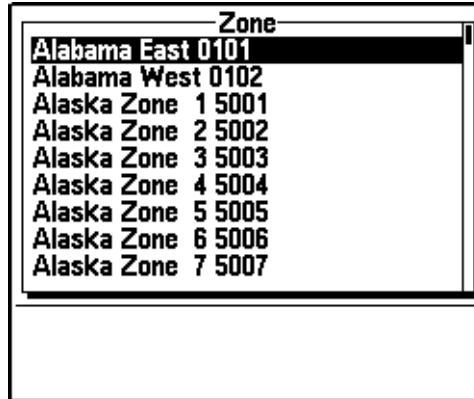 Zone
Alabama East 0101
Alabama West 0102
Alaska Zone  1 5001
Alaska Zone  2 5002
Alaska Zone  3 5003
Alaska Zone  4 5004
Alaska Zone  5 5005
Alaska Zone  6 5006
Alaska Zone  7 5007